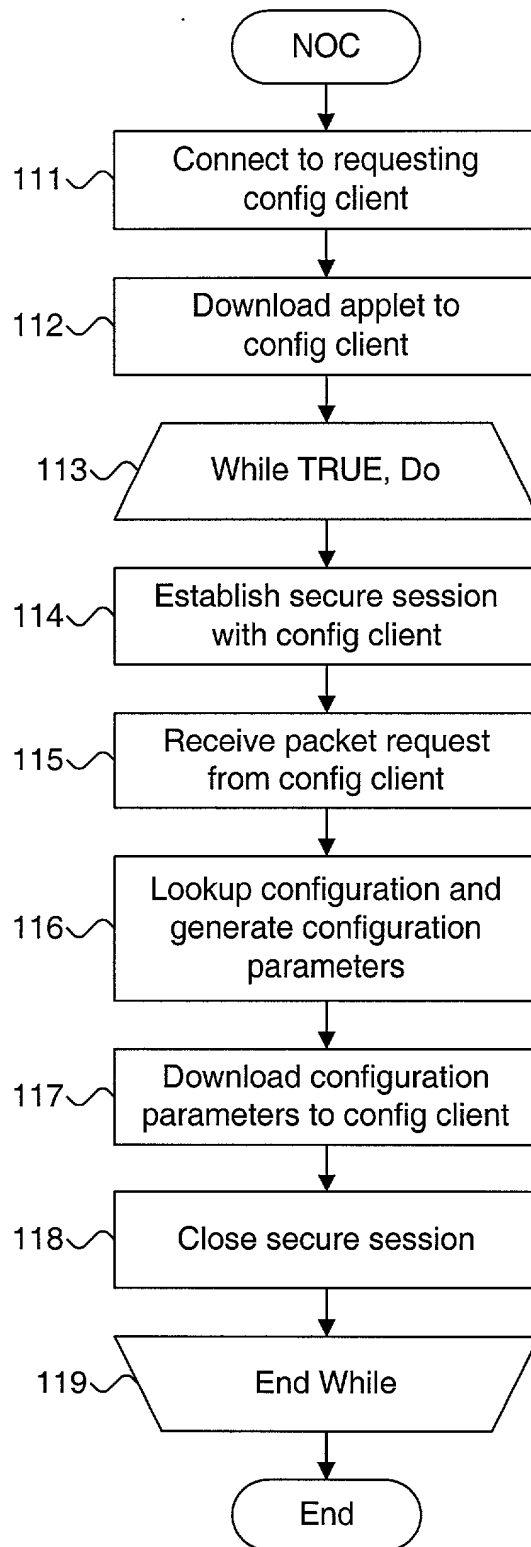 NOC
111
Connect to requesting
config client
112
Download applet to
config client
113
While TRUE, Do
114
Establish secure session
with config client
115
Receive packet request
from config client
116
Lookup configuration and
generate configuration
parameters
117
Download configuration
parameters to config client
118
Close secure session
119
End While
End